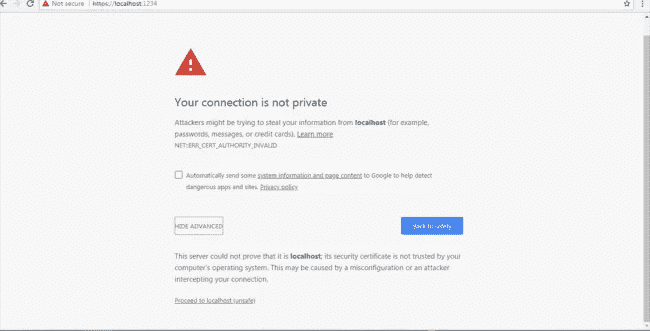 Not secure | https://localhost:1234
Your connection is not private
Attackers might be trying to steal your information from localhost (for example,
passwords, messages, or credit cards). Learn more
NET::ERR_CERT_AUTHORITY_INVALID
Automatically send some system information and page content to Google to help detect
dangerous apps and sites. Privacy policy
HIDE ADVANCED
Back to safety
This server could not prove that it is localhost; its security certificate is not trusted by your
computer's operating system. This may be caused by a misconfiguration or an attacker
intercepting your connection.
Proceed to localhost (unsafe)